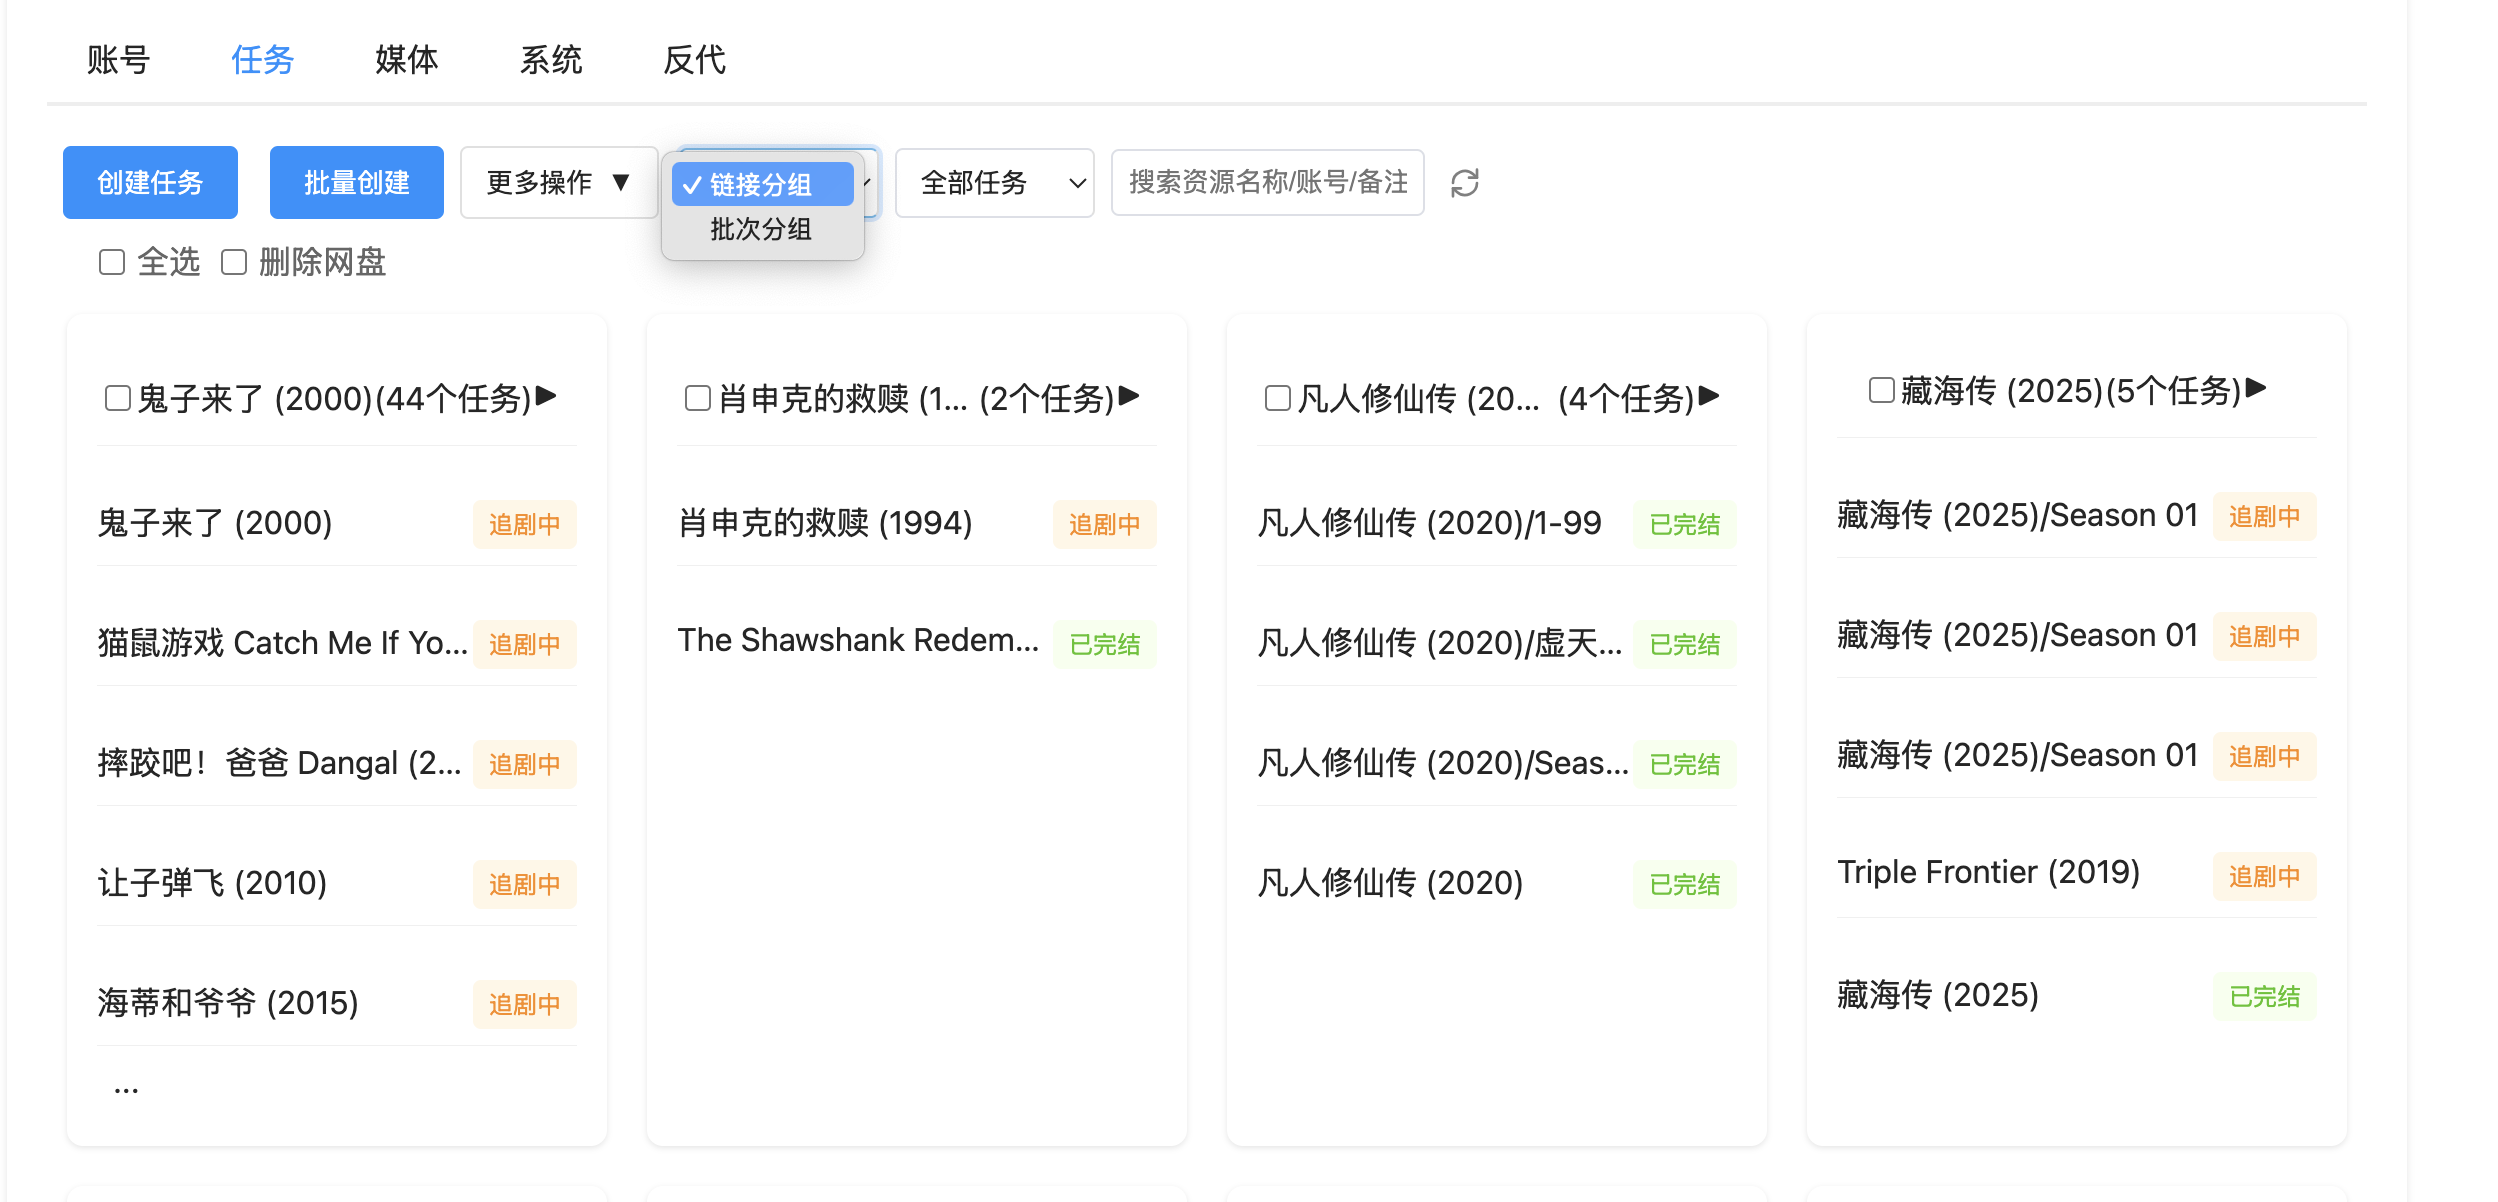 账号 任务 媒体 系统 反代
创建任务 批量创建 更多操作 ▼ ✓ 链接分组 全部任务 搜索资源名称/账号/备注
批次分组
全选 删除网盘
鬼子来了 (2000)(44个任务)▶
鬼子来了 (2000) 追剧中
猫鼠游戏 Catch Me If Yo... 追剧中
摔跤吧！爸爸 Dangal (2... 追剧中
让子弹飞 (2010) 追剧中
海蒂和爷爷 (2015) 追剧中
...
肖申克的救赎 (1... (2个任务)▶
肖申克的救赎 (1994) 追剧中
The Shawshank Redem... 已完结
凡人修仙传 (20... (4个任务)▶
凡人修仙传 (2020)/1-99 已完结
凡人修仙传 (2020)/虚天... 已完结
凡人修仙传 (2020)/Seas... 已完结
凡人修仙传 (2020) 已完结
藏海传 (2025)(5个任务)▶
藏海传 (2025)/Season 01 追剧中
藏海传 (2025)/Season 01 追剧中
藏海传 (2025)/Season 01 追剧中
Triple Frontier (2019) 追剧中
藏海传 (2025) 已完结